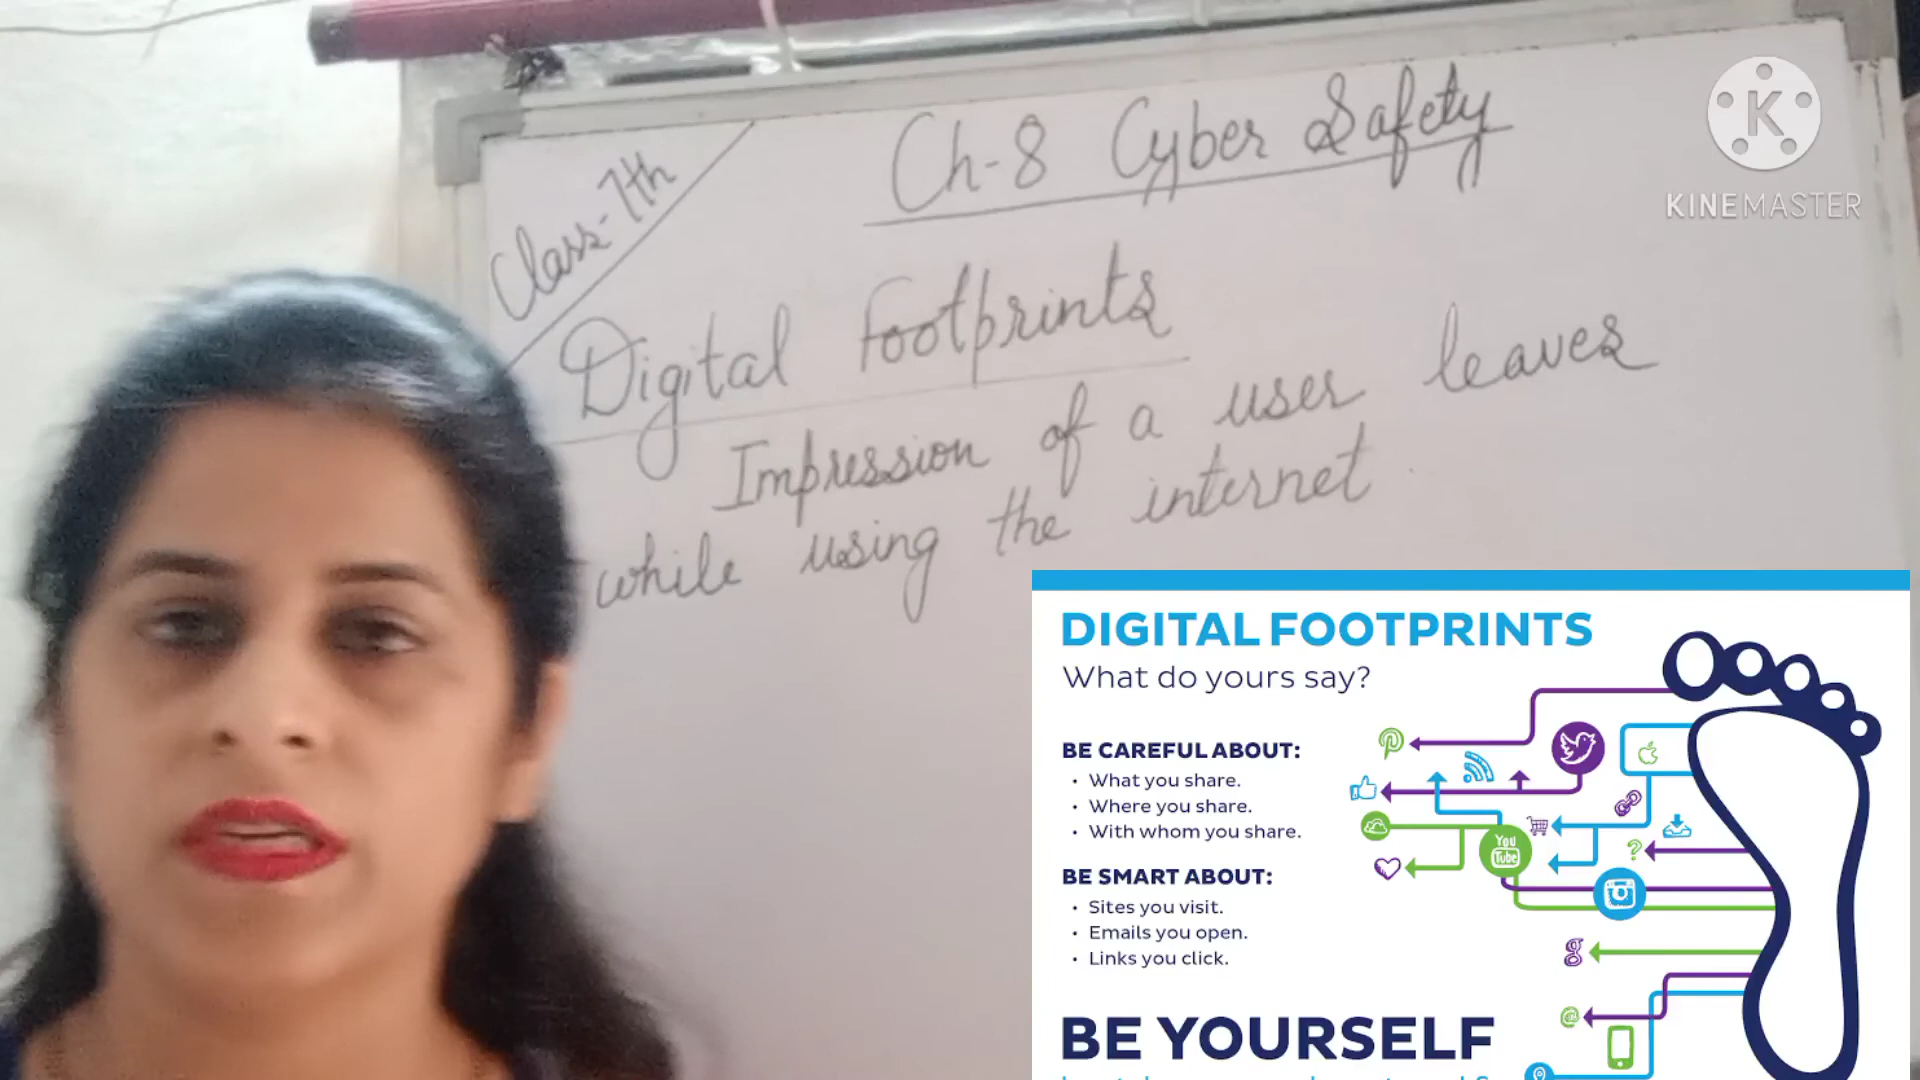 Class-7th
Ch-8 Cyber Safety
Digital Footprints
Impression of a user leaves
while using the internet.
KINEMASTER
DIGITAL FOOTPRINTS
What do yours say?
BE CAREFUL ABOUT:
• What you share.
• Where you share.
• With whom you share.
BE SMART ABOUT:
• Sites you visit.
• Emails you open.
• Links you click.
You
Tube
BE YOURSELF